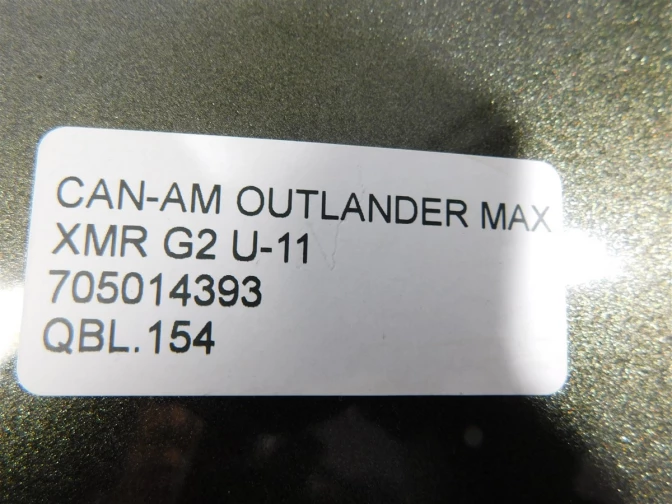 CAN-AM OUTLANDER MAX
XMR G2 U-11
705014393
QBL.154